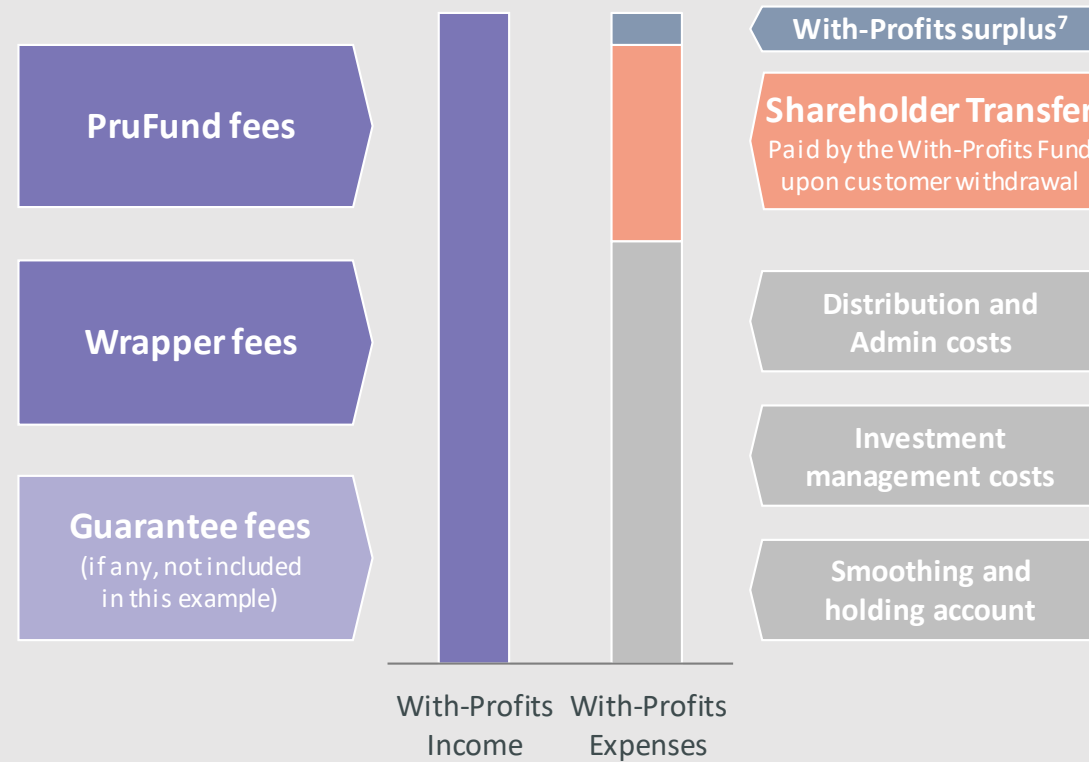 PruFund fees
Wrapper fees
Guarantee fees
(if any, not included
in this example)
With-Profits
Income
With-Profits
Expenses
With-Profits surplus7
Shareholder Transfer
Paid by the With-Profits Fund
upon customer withdrawal
Distribution and
Admin costs
Investment
management costs
Smoothing and
holding account